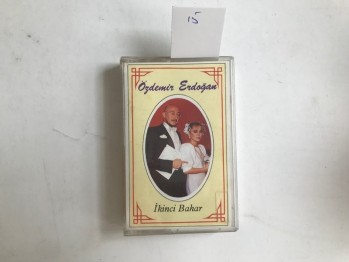 15
Özdemir Erdoğan
İkinci Bahar